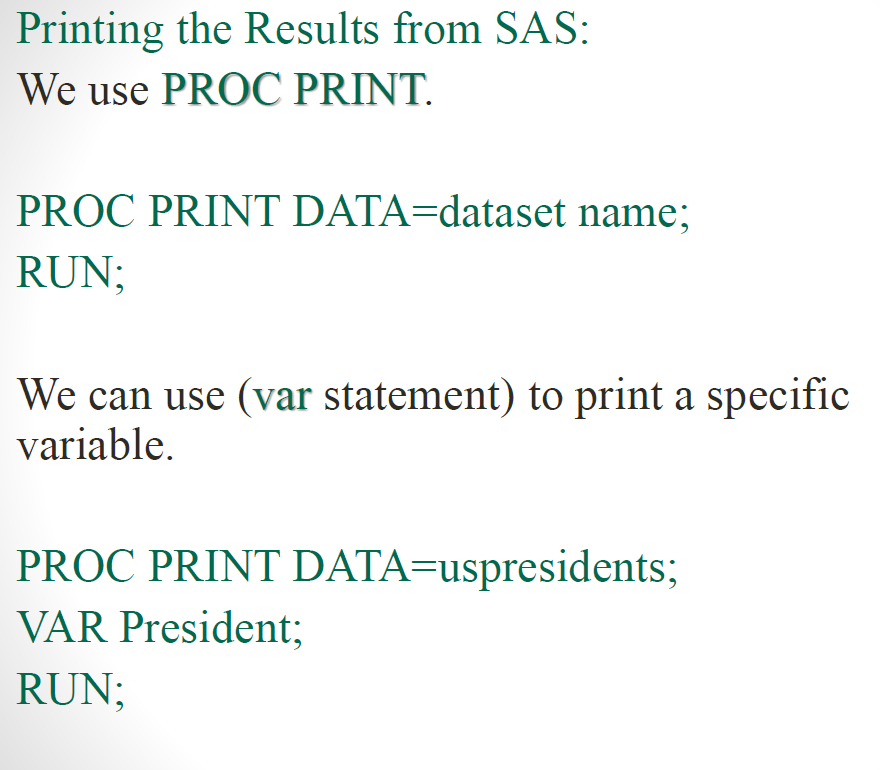 Printing the Results from SAS:
We use PROC PRINT.
PROC PRINT DATA=dataset name;
RUN;
We can use (var statement) to print a specific
variable.
PROC PRINT DATA=uspresidents;
VAR President;
RUN;